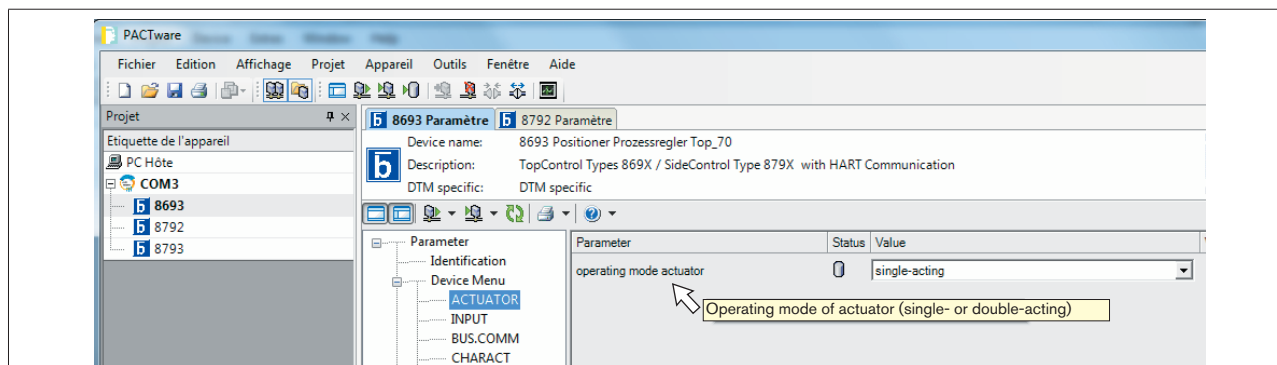 PACTware
Fichier Edition Affichage Projet Appareil Outils Fenêtre Aide
Projet
Etiquette de l'appareil
PC Hôte
COM3
8693
8792
8793
8693 Paramètre 8792 Paramètre
Device name: 8693 Positioner Prozessregler Top_70
Description: TopControl Types 869X / SideControl Type 879X with HART Communication
DTM specific: DTM specific
Parameter
Identification
Device Menu
ACTUATOR
INPUT
BUS.COMM
CHARACT
Parameter Status Value
operating mode actuator single-acting
Operating mode of actuator (single- or double-acting)